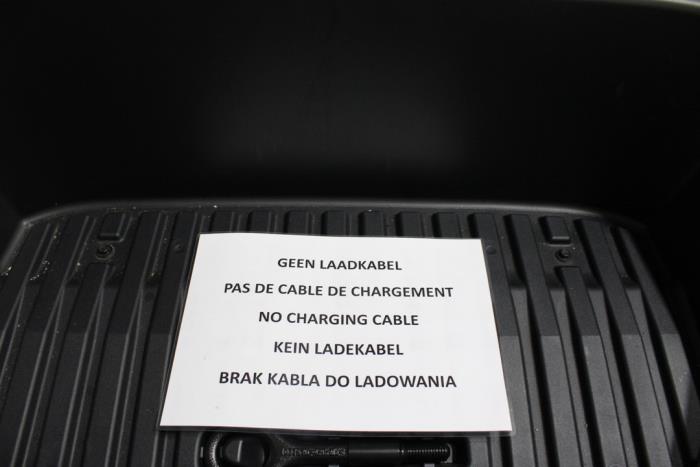 GEEN LAADKABEL
PAS DE CABLE DE CHARGEMENT
NO CHARGING CABLE
KEIN LADEKABEL
BRAK KABLA DO LADOWANIA